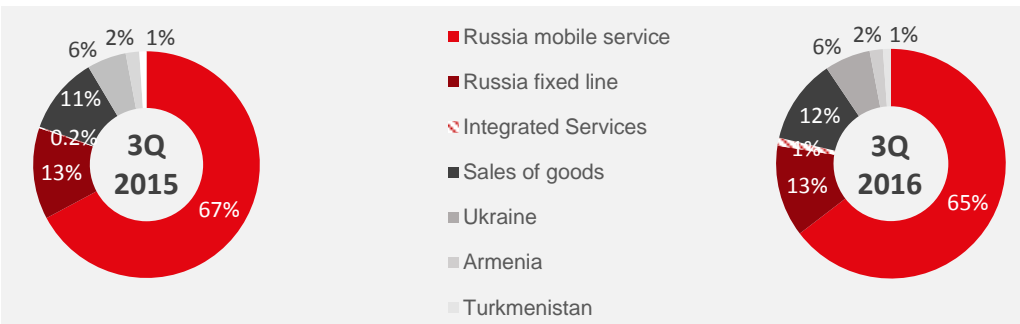 2% 1%
6%
11%
0.2%
13%
67%
3Q
2015
Russia mobile service
Russia fixed line
Integrated Services
Sales of goods
Ukraine
Armenia
Turkmenistan
2% 1%
6%
12%
1%
13%
65%
3Q
2016